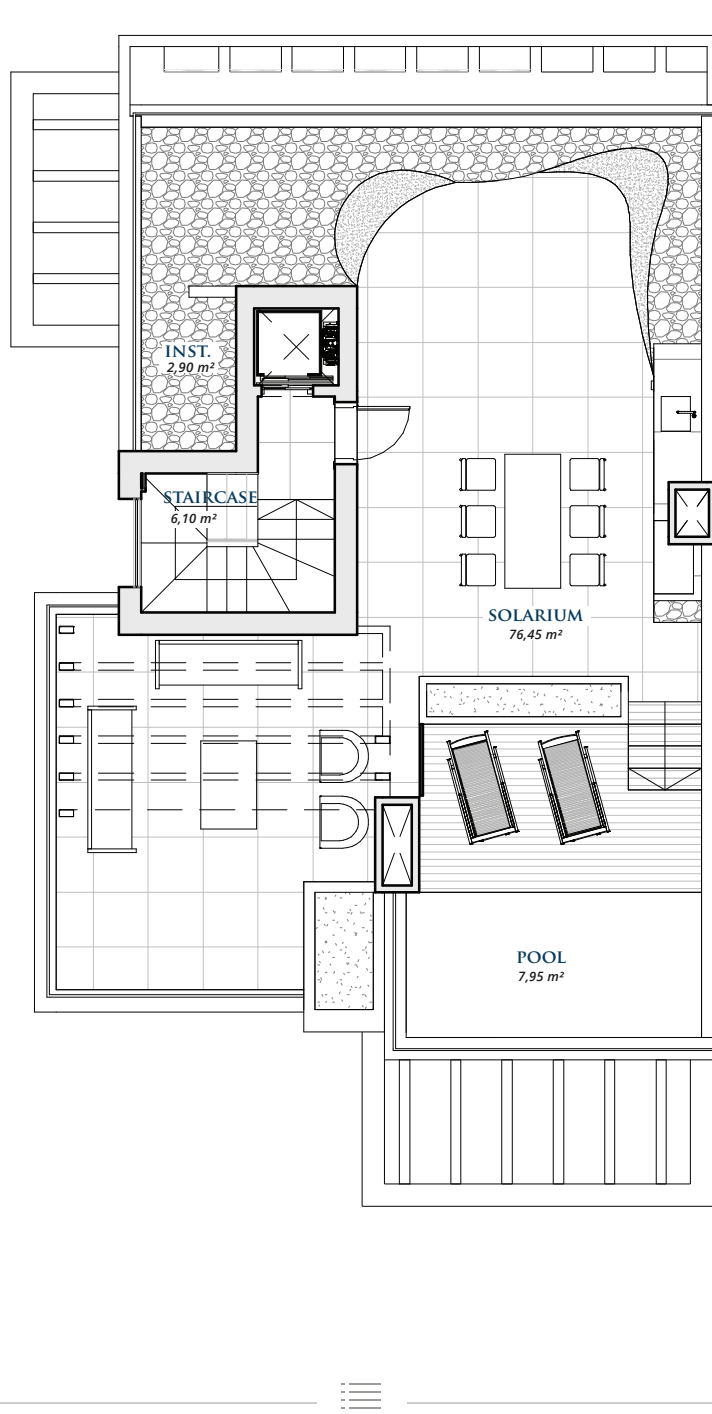 INST.
2,90 m²
STAIRCASE
6,10 m²
SOLARIUM
76,45 m²
POOL
7,95 m²